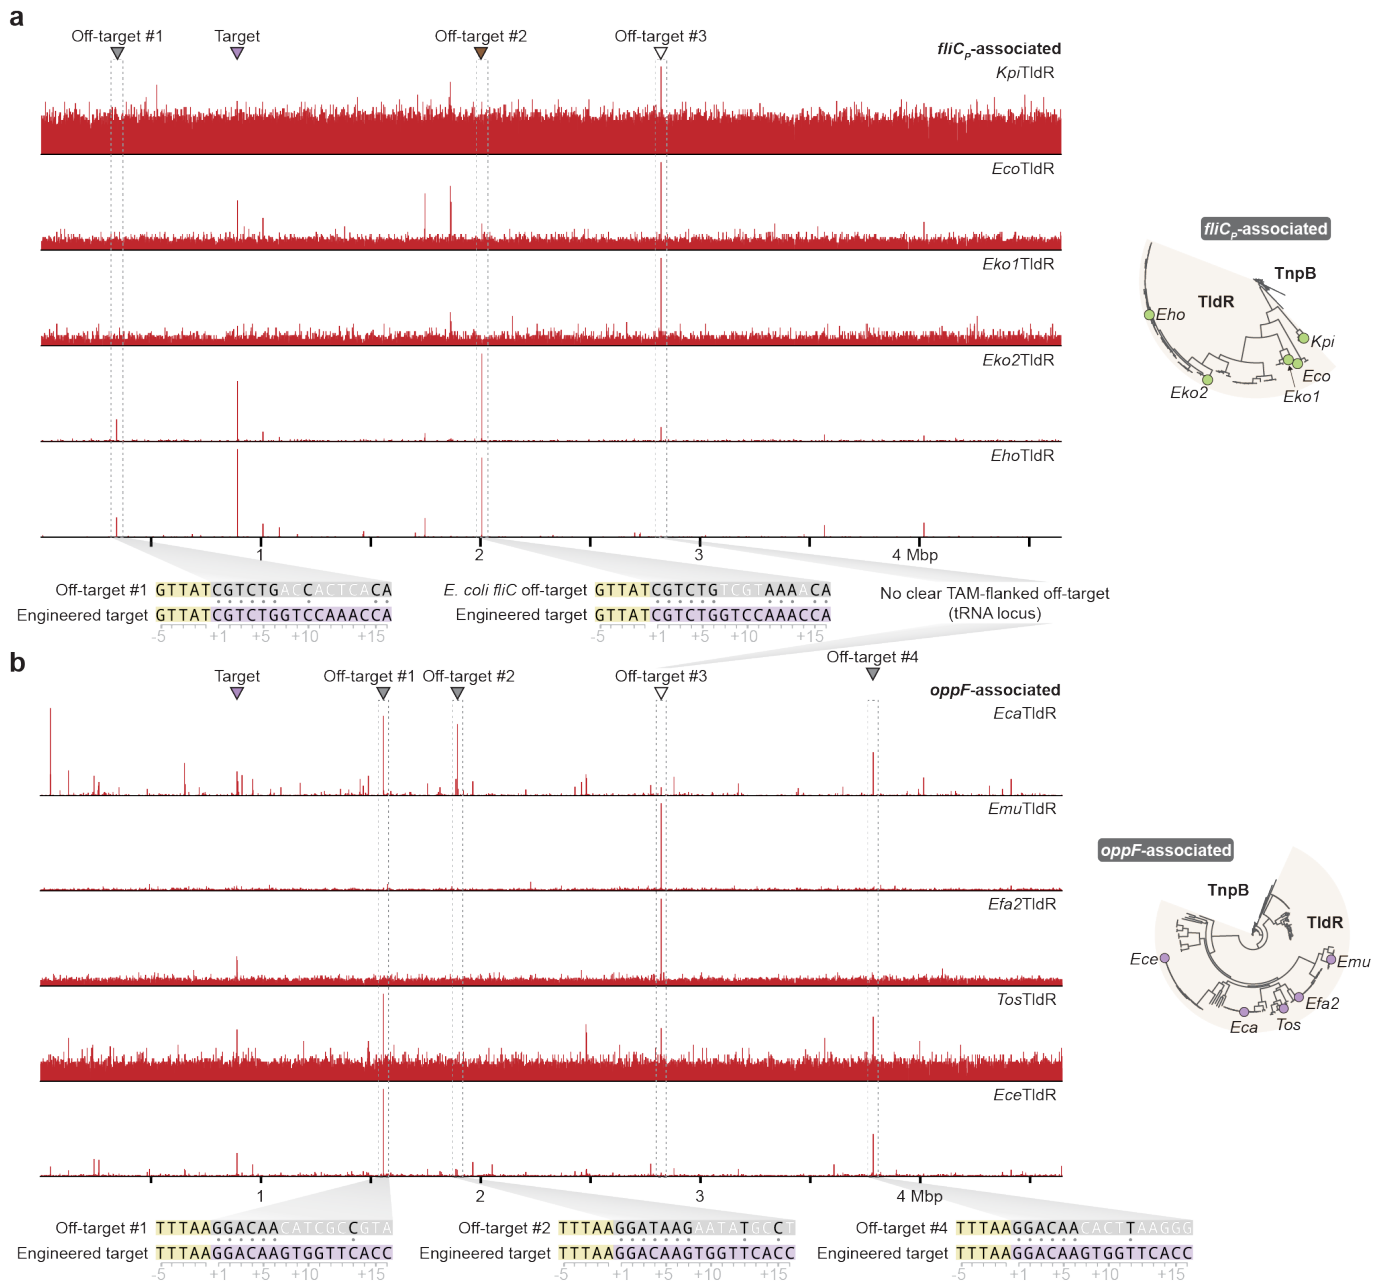 a
Off-target #1 Target Off-target #2 Off-target #3
fliCP-associated
KpiTldR
EcoTldR
Eko1TldR
Eko2TldR
EhoTldR
1 2 3 4 Mbp
fliCP-associated
TnpB
TldR
Eho
Kpi
Eco
Eko2
Eko1
Off-target #1 GTTATCGTCTGACCACTCACA
Engineered target GTTATCGTCTGGTCCAAACCA
-5 +1 +5 +10 +15
E. coli fliC off-target GTTATCGTCTGTCGTAAAACA
Engineered target GTTATCGTCTGGTCCAAACCA
-5 +1 +5 +10 +15
No clear TAM-flanked off-target
(tRNA locus)
b
Target Off-target #1 Off-target #2 Off-target #3 Off-target #4
oppF-associated
EcaTldR
EmuTldR
Efa2TldR
TosTldR
EceTldR
1 2 3 4 Mbp
oppF-associated
TnpB
TldR
Ece
Emu
Efa2
Eca
Tos
Off-target #1 TTTAAGGACAACATCGCCGTA
Engineered target TTTAAGGACAAGTGGTTCACC
-5 +1 +5 +10 +15
Off-target #2 TTTAAGGATAAGAATATGCCT
Engineered target TTTAAGGACAAGTGGTTCACC
-5 +1 +5 +10 +15
Off-target #4 TTTAAGGACAACACTTAAGGG
Engineered target TTTAAGGACAAGTGGTTCACC
-5 +1 +5 +10 +15